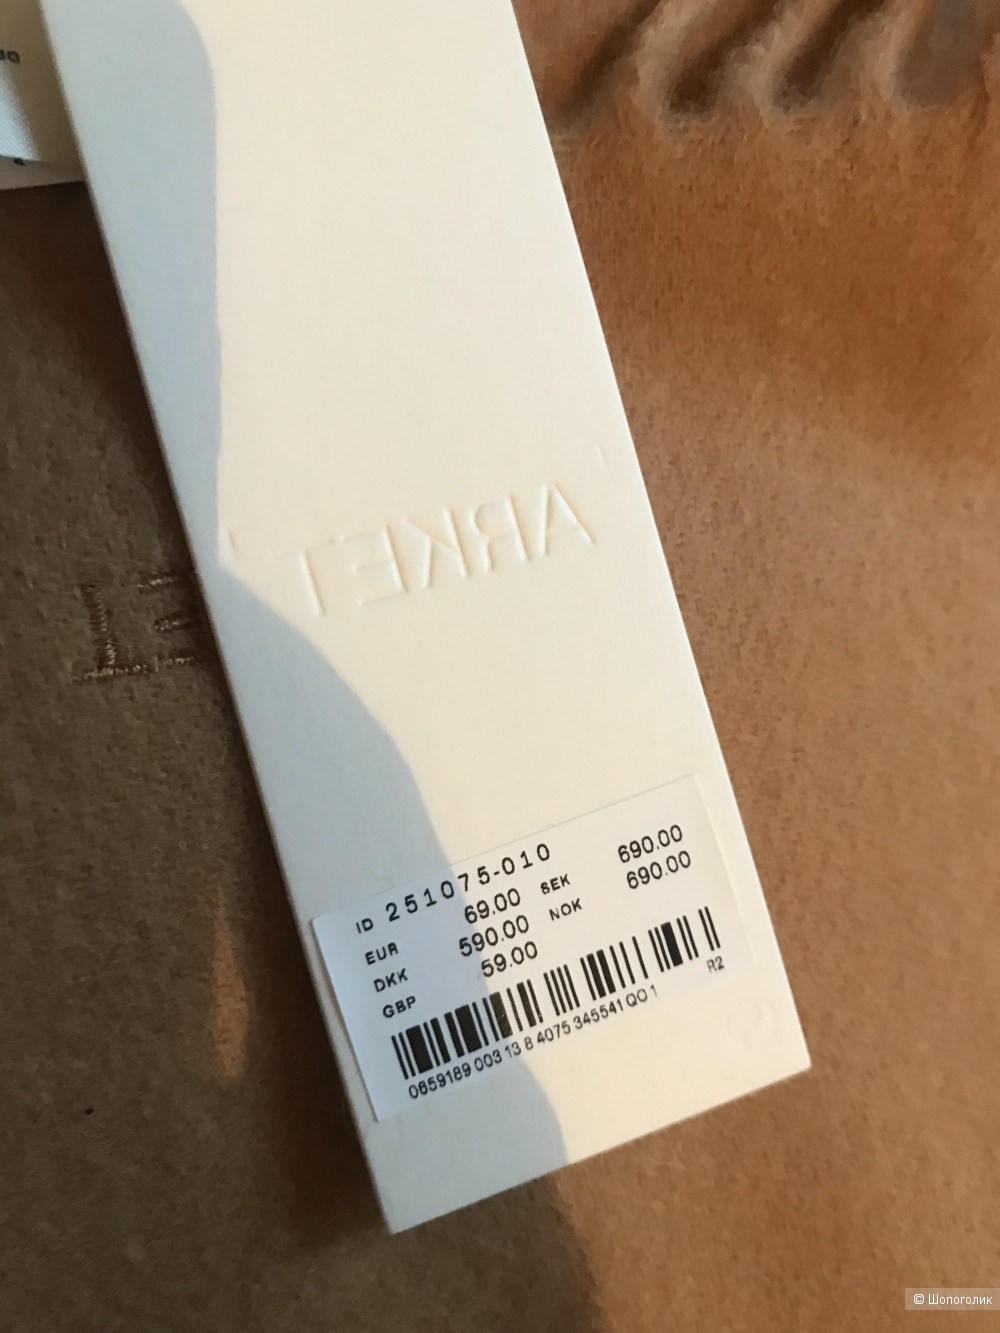 ARKET
ID 251075-010
EUR 69.00 SEK 690.00
DKK 590.00 NOK 690.00
GBP 59.00
0659189 003 13 8 4075 345541 QO 1
R2
© Шопоголик